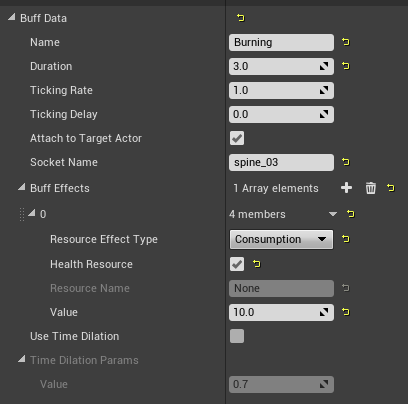 Buff Data
Name Burning
Duration 3.0
Ticking Rate 1.0
Ticking Delay 0.0
Attach to Target Actor
Socket Name spine_03
Buff Effects 1 Array elements
0 4 members
Resource Effect Type Consumption
Health Resource
Resource Name None
Value 10.0
Use Time Dilation
Time Dilation Params
Value 0.7